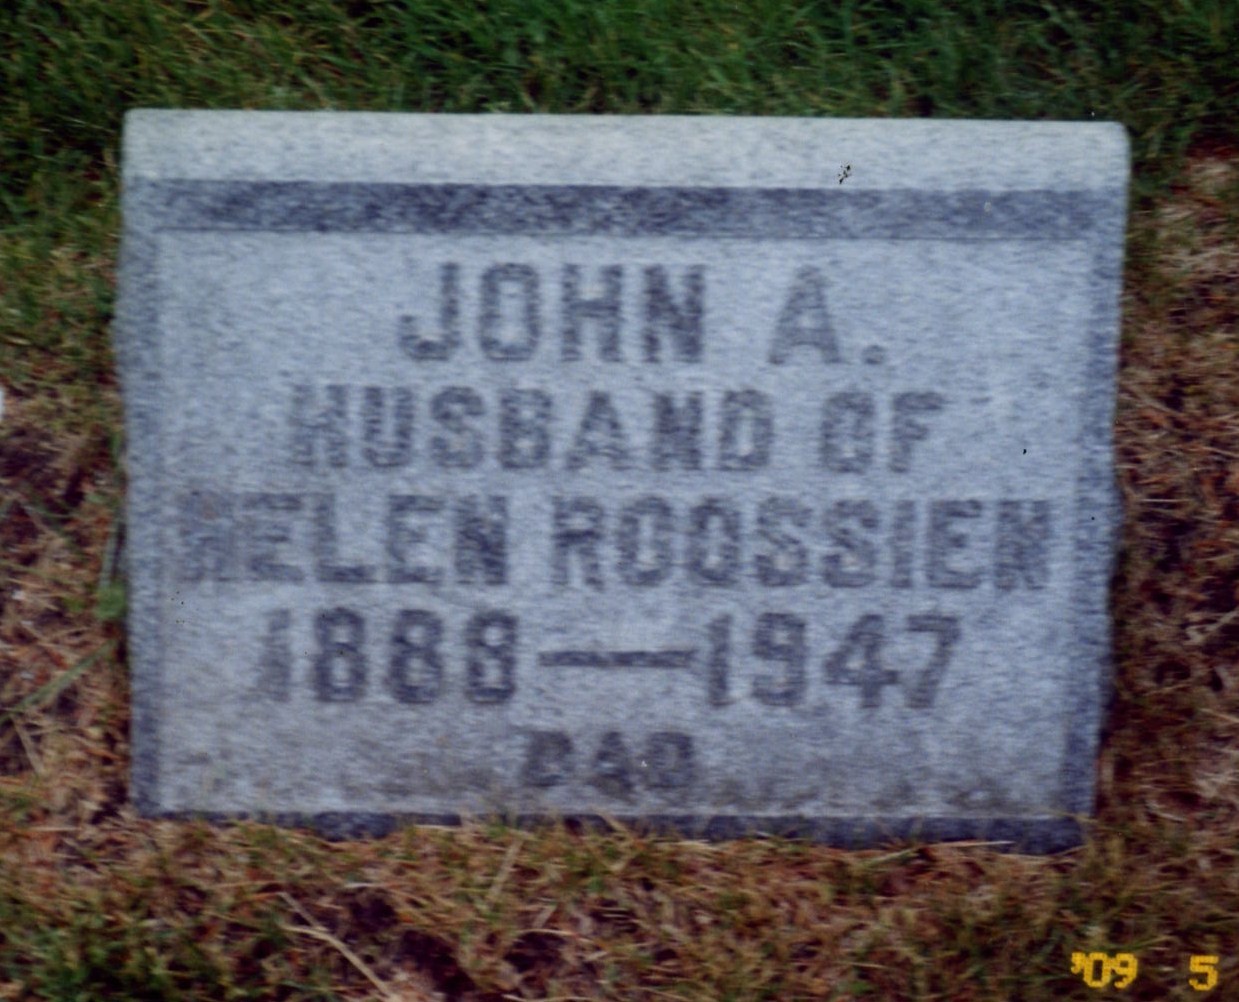 JOHN A.
HUSBAND OF
HELEN ROOSSIEN
1888—1947
DAD
'09 5